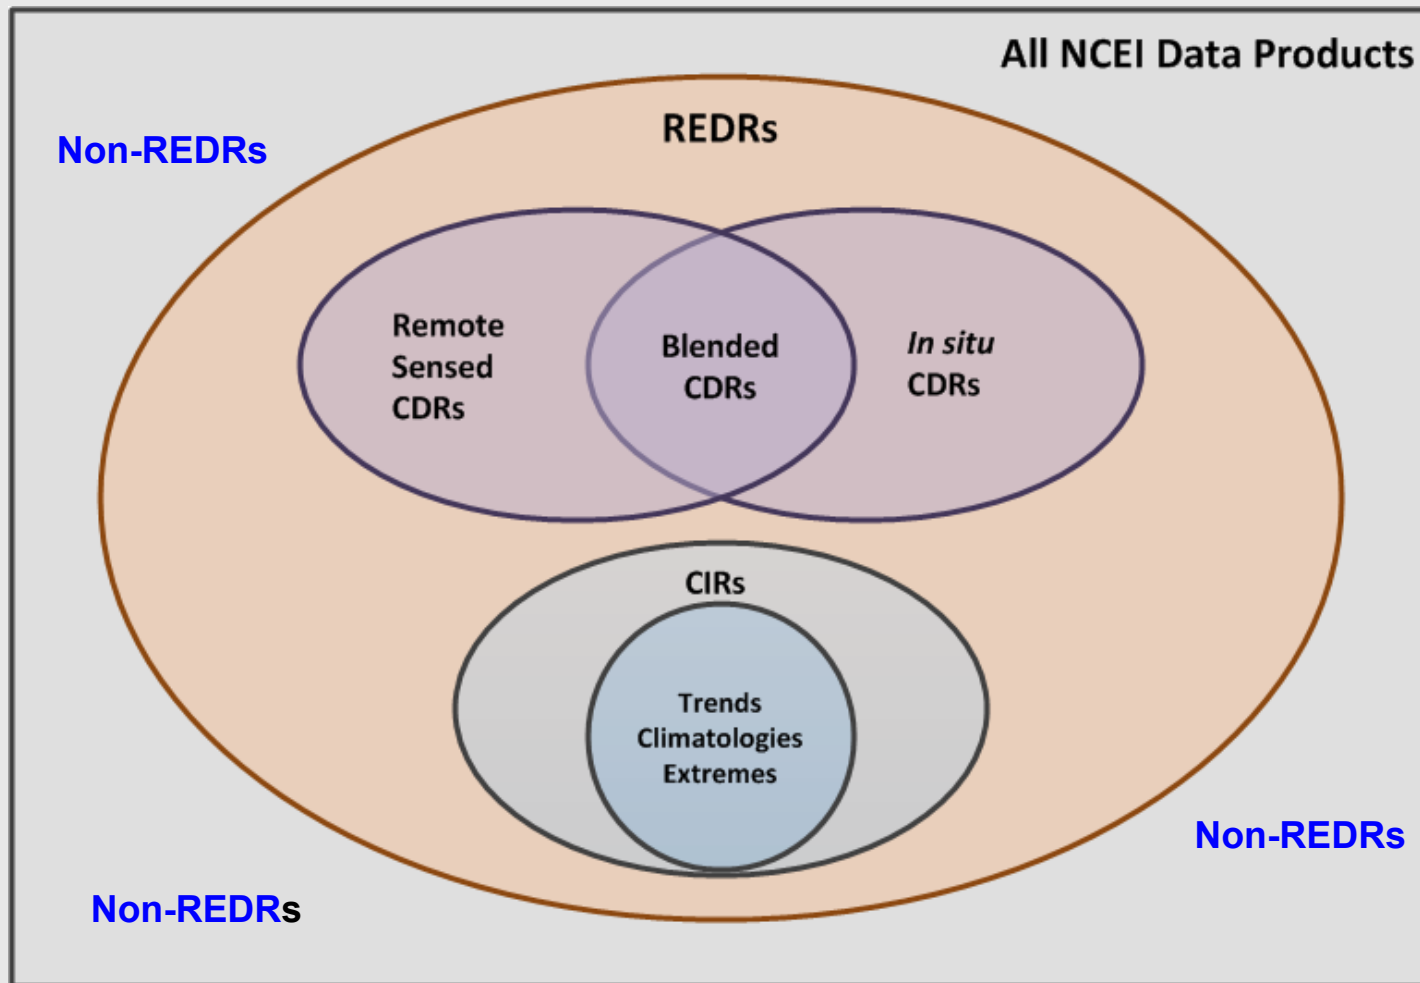 All NCEI Data Products
REDRs
Non-REDRs
Remote
Sensed
CDRs
Blended
CDRs
In situ
CDRs
CIRs
Trends
Climatologies
Extremes
Non-REDRs
Non-REDRs